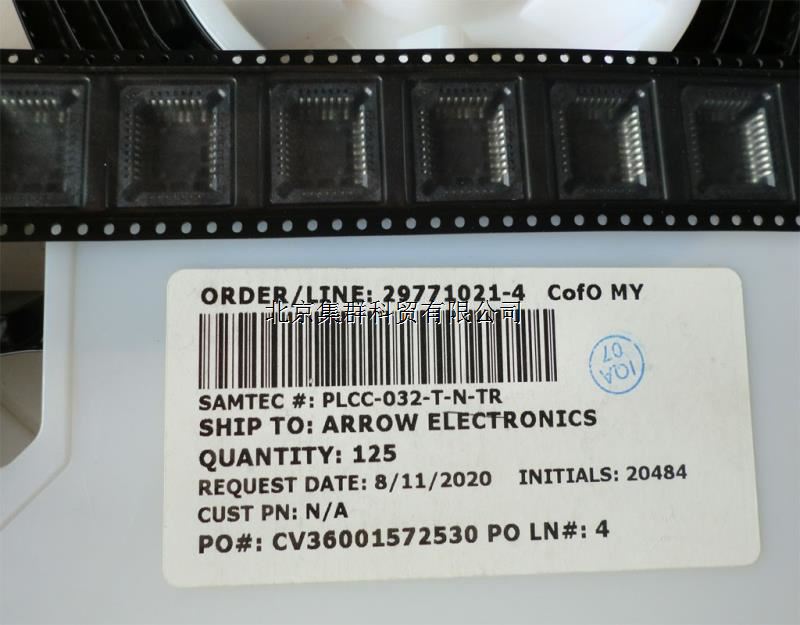 ORDER/LINE: 29771021-4 CofO MY
北京集群科贸有限公司
SAMTEC #: PLCC-032-T-N-TR
SHIP TO: ARROW ELECTRONICS
QUANTITY: 125
REQUEST DATE: 8/11/2020 INITIALS: 20484
CUST PN: N/A
PO#: CV36001572530 PO LN#: 4
IQA
07